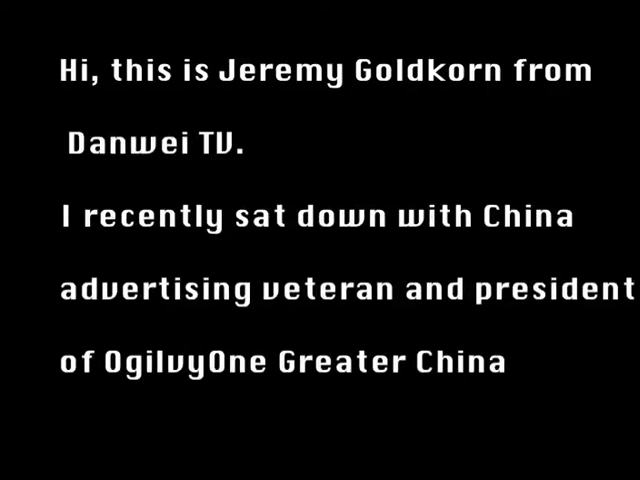 Hi, this is Jeremy Goldkorn from
Danwei TV.
I recently sat down with China
advertising veteran and president
of OgilvyOne Greater China